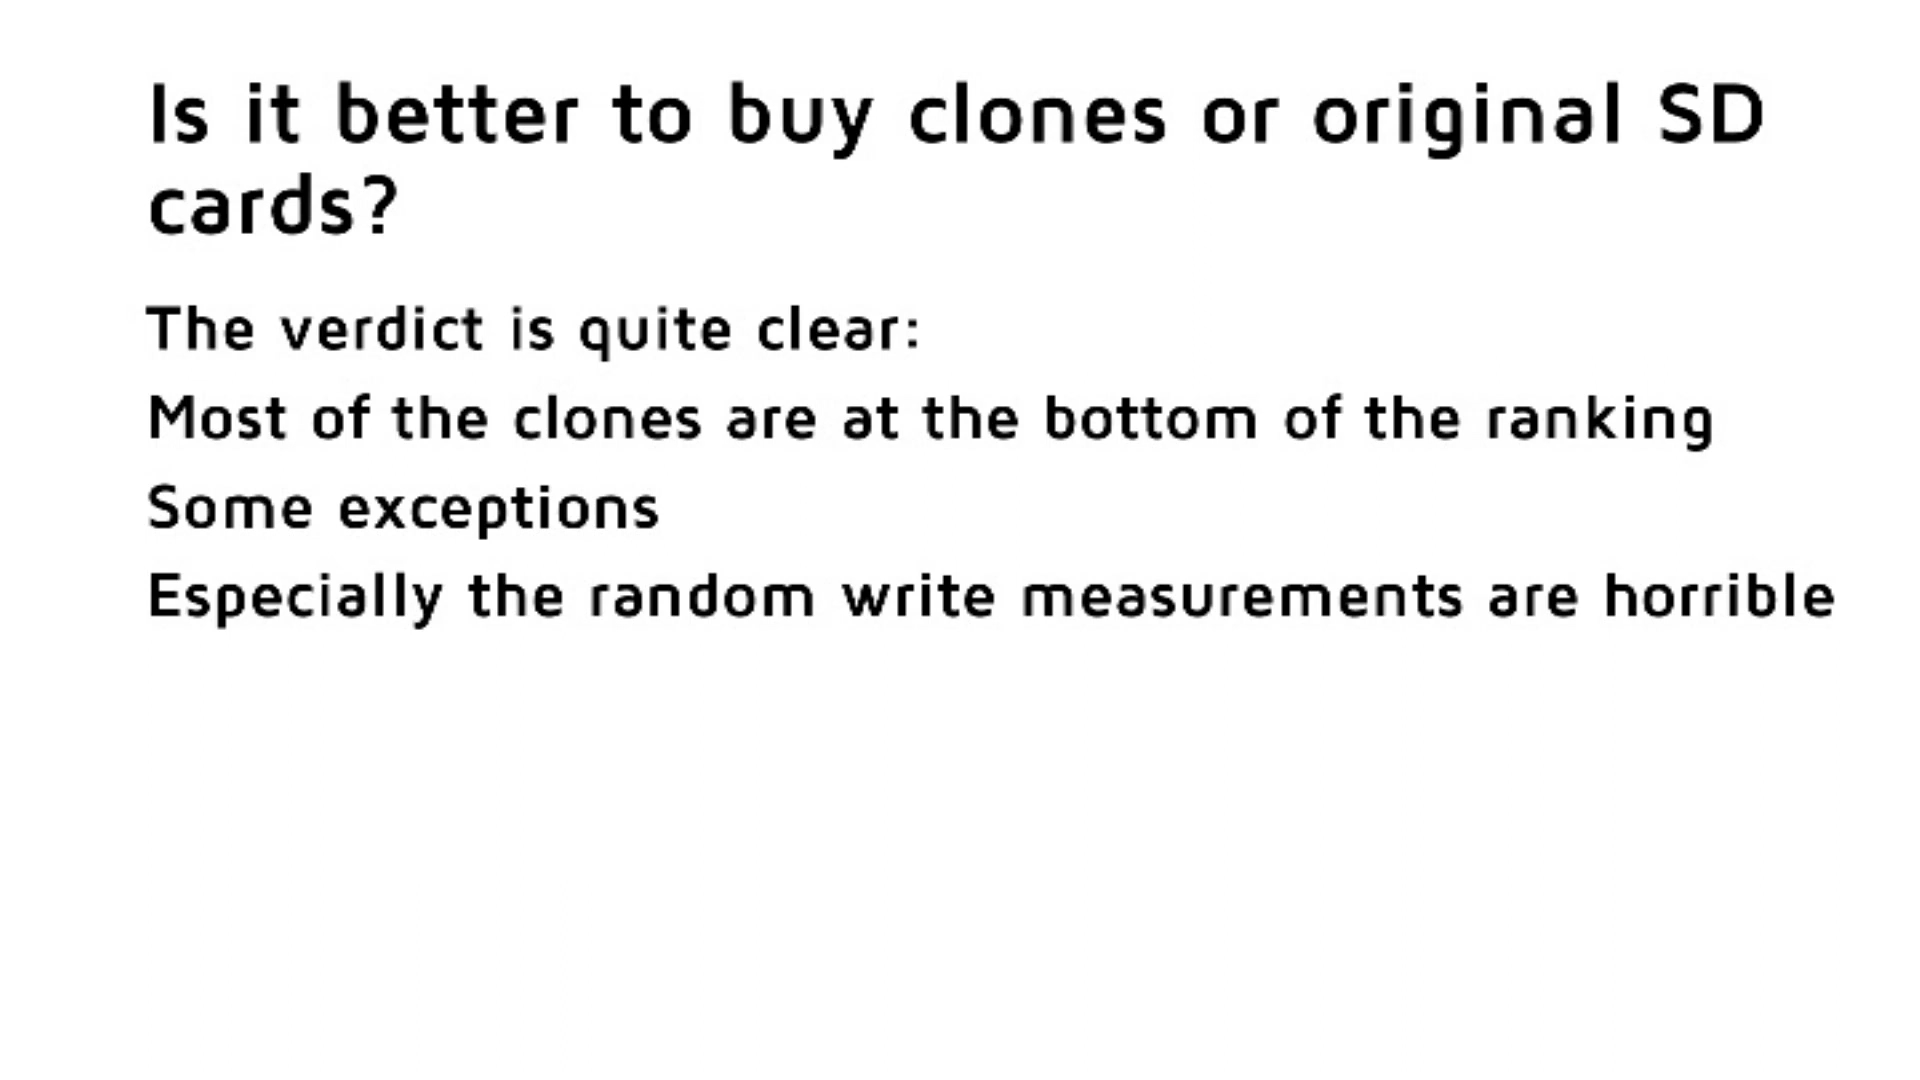 Is it better to buy clones or original SD
cards?
The verdict is quite clear:
Most of the clones are at the bottom of the ranking
Some exceptions
Especially the random write measurements are horrible